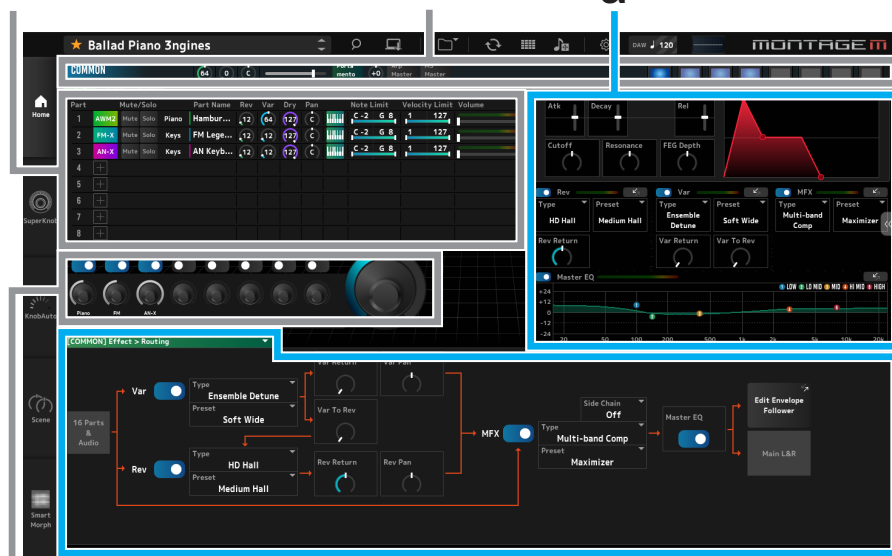 ★ Ballad Piano 3ngines DAW ♩ 120 MONTAGE M
COMMON 64 0 C mento +0 Master Master
Home
Part Mute/Solo Part Name Rev Var Dry Pan Note Limit Velocity Limit Volume
1 AWM2 Mute Solo Piano Hambur... 12 64 127 C C -2 G 8 1 127
2 FM-X Mute Solo Keys FM Lege... 12 12 127 C C -2 G 8 1 127
3 AN-X Mute Solo Keys AN Keyb... 12 12 127 C C -2 G 8 1 127
4 +
5 +
6 +
7 +
8 +
Atk Decay Rel
Cutoff Resonance FEG Depth
Rev Var MFX
Type Preset Type Preset Type Preset
HD Hall Medium Hall Ensemble Detune Soft Wide Multi-band Comp Maximizer
Rev Return Var Return Var To Rev
Master EQ
LOW LO MID MID HI MID HIGH
+24
+12
0
-12
-24
20 50 100 200 500 1k 2k 5k 10k 20k
SuperKnob
Piano FM AN-X
KnobAuto
Scene
Smart
Morph
[COMMON] Effect > Routing
16 Parts
&
Audio
Var
Type
Ensemble Detune
Preset
Soft Wide
Var Return Var Pan
Var To Rev
Rev
Type
HD Hall
Preset
Medium Hall
Rev Return Rev Pan
MFX
Side Chain
Off
Type
Multi-band Comp
Preset
Maximizer
Master EQ
Edit Envelope
Follower
Main L&R